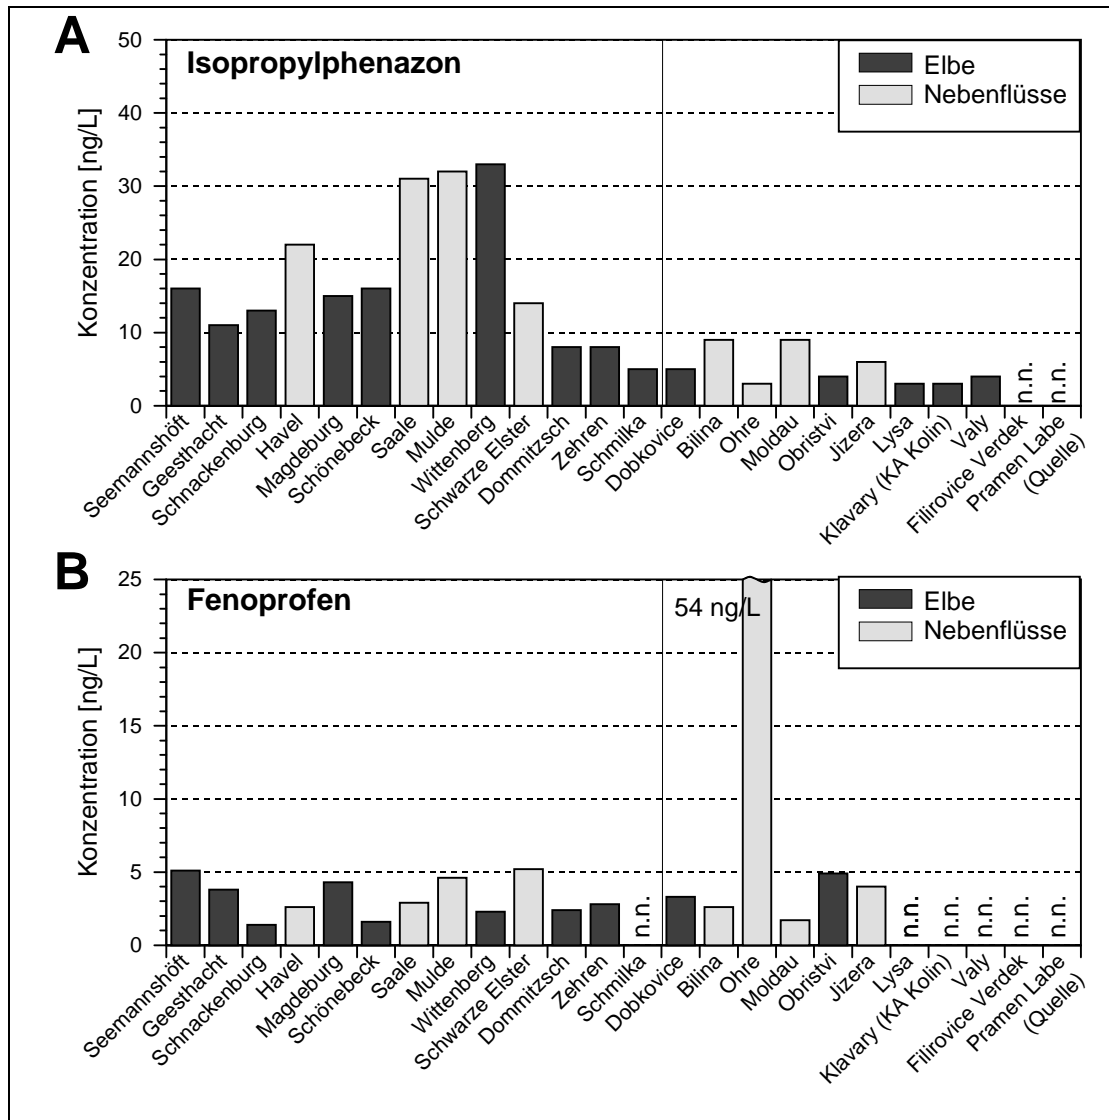 A
Isopropylphenazon
Elbe
Nebenflüsse
Konzentration [ng/L]
50
40
30
20
10
0
n.n.
n.n.
Seemannshöft
Geesthacht
Schnackenburg
Havel
Magdeburg
Schönebeck
Saale
Mulde
Wittenberg
Schwarze Elster
Dommitzsch
Zehren
Schmilka
Dobkovice
Bilina
Ohre
Moldau
Obristvi
Jizera
Lysa
Klavary (KA Kolin)
Valy
Filirovice Verdek
Pramen Labe
(Quelle)
B
Fenoprofen
54 ng/L
Elbe
Nebenflüsse
Konzentration [ng/L]
25
20
15
10
5
0
n.n.
n.n.
n.n.
n.n.
n.n.
n.n.
Seemannshöft
Geesthacht
Schnackenburg
Havel
Magdeburg
Schönebeck
Saale
Mulde
Wittenberg
Schwarze Elster
Dommitzsch
Zehren
Schmilka
Dobkovice
Bilina
Ohre
Moldau
Obristvi
Jizera
Lysa
Klavary (KA Kolin)
Valy
Filirovice Verdek
Pramen Labe
(Quelle)